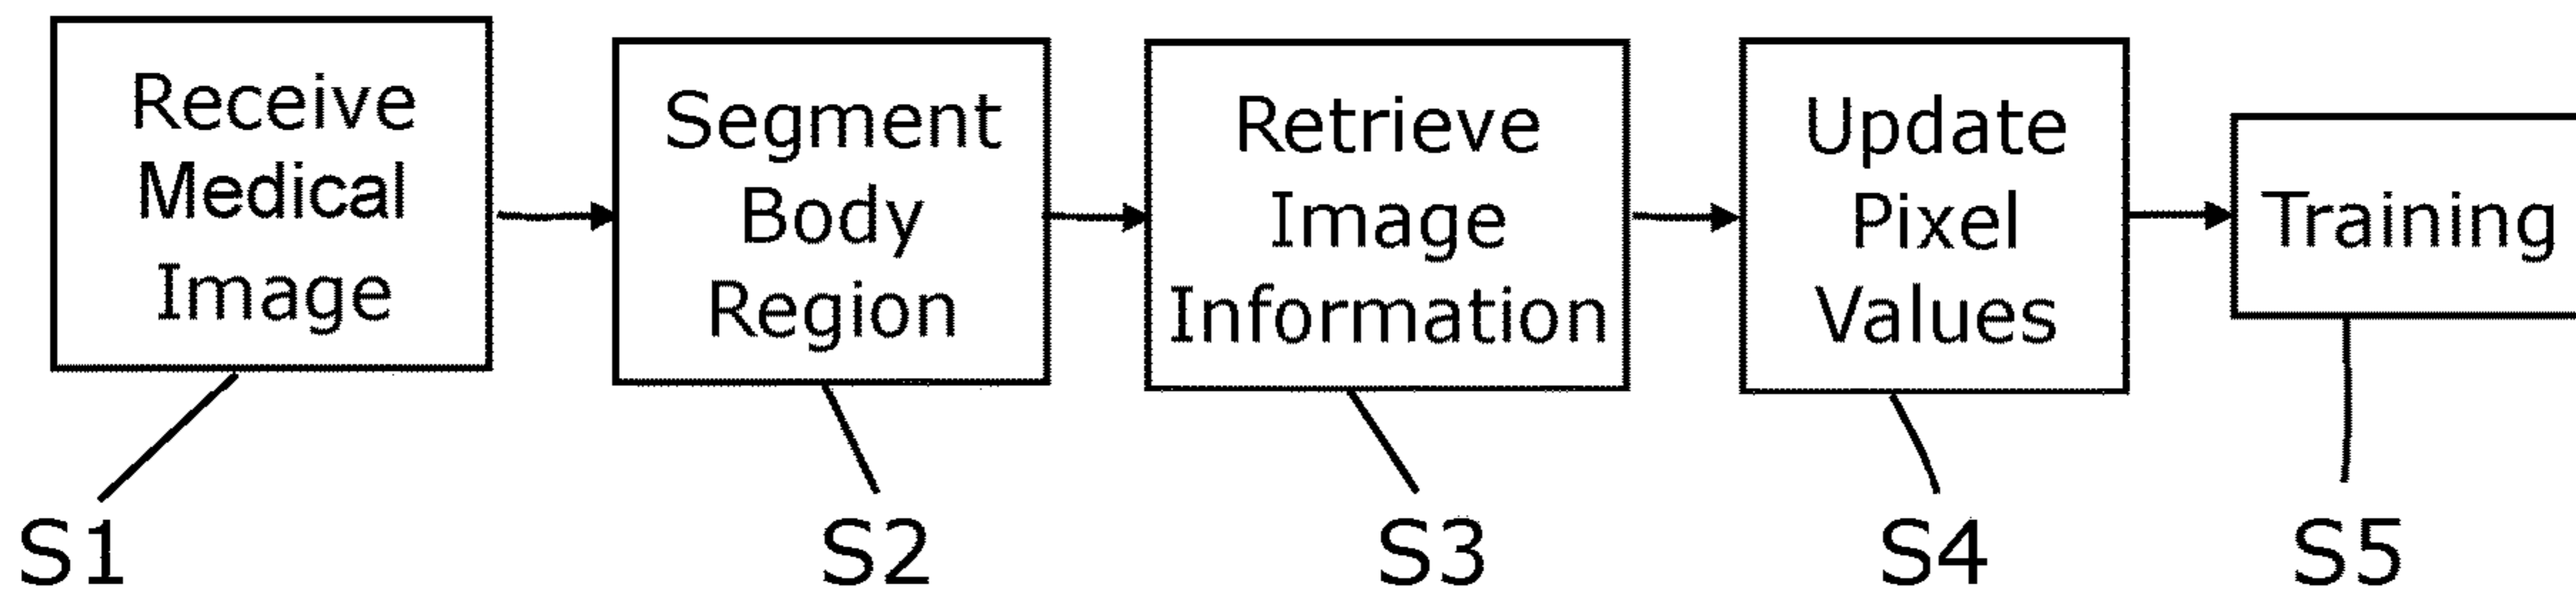 Receive
Medical
Image
Segment
Body
Region
Retrieve
Image
Information
Update
Pixel
Values
Training
S1
S2
S3
S4
S5